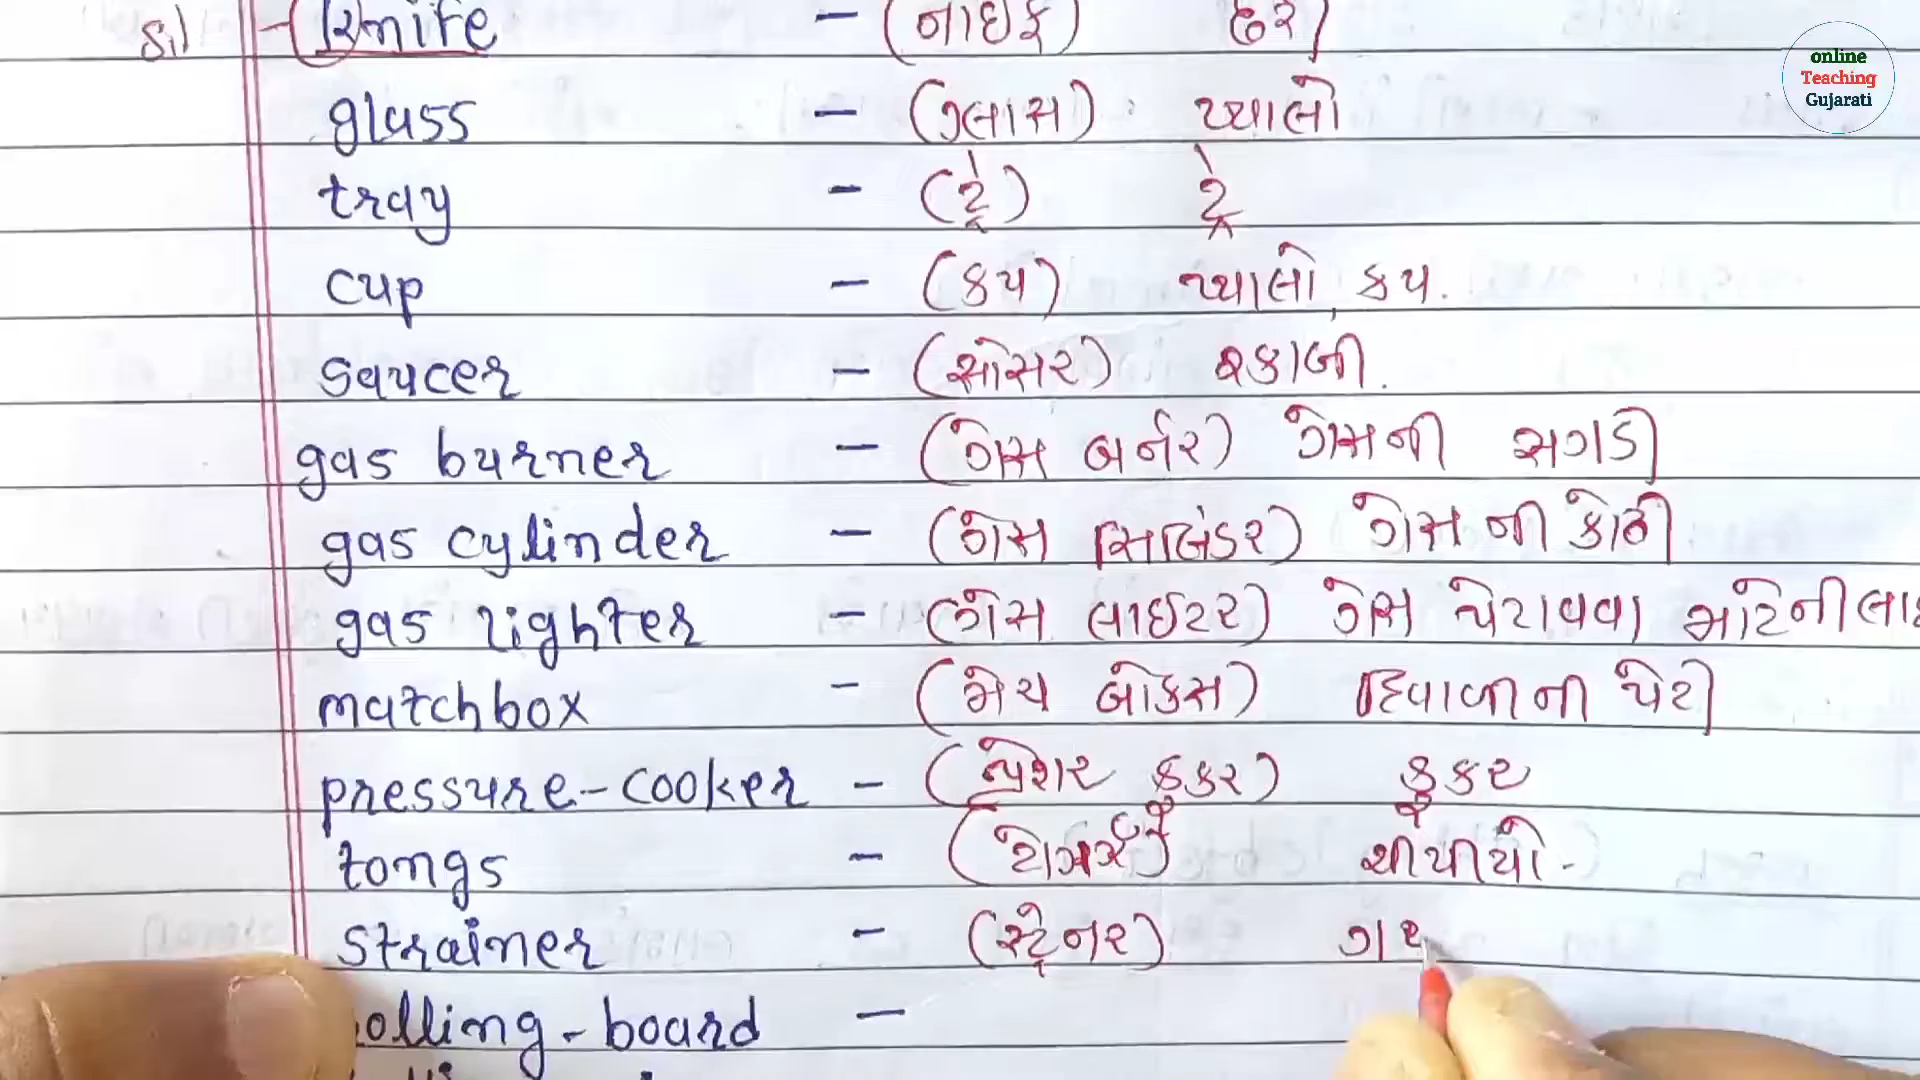 online
Teaching
Gujarati
knife – (નાઇફ) છરી
glass – (ગ્લાસ) પ્યાલો
tray – (ટ્રે) ટ્રે
cup – (કપ) પ્યાલો, કપ.
saucer – (સોસર) રકાબી.
gas burner – (ગેસ બર્નર) ગેસની સગડી
gas cylinder – (ગેસ સિલિંડર) ગેસની કોઠી
gas lighter – (ગેસ લાઇટર) ગેસ પેટાવવા માટેની
matchbox – (મેચ બોક્સ) દિવાળીની પેટી
pressure-cooker – (પ્રેશર કુકર) કુકર
tongs – ચીપીયો -
strainer – (સ્ટ્રેનર) ગર
olling-board –